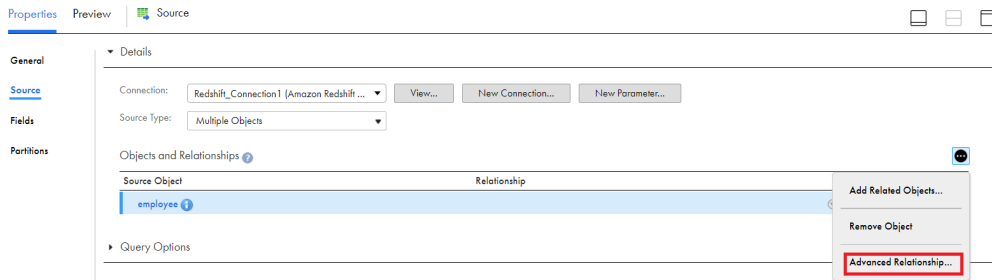 Properties Preview Source
General
Source
Fields
Partitions
Details
Connection: Redshift_Connection1 (Amazon Redshift ... View... New Connection... New Parameter...
Source Type: Multiple Objects
Objects and Relationships
Source Object Relationship
employee
Add Related Objects...
Remove Object
Advanced Relationship...
Query Options